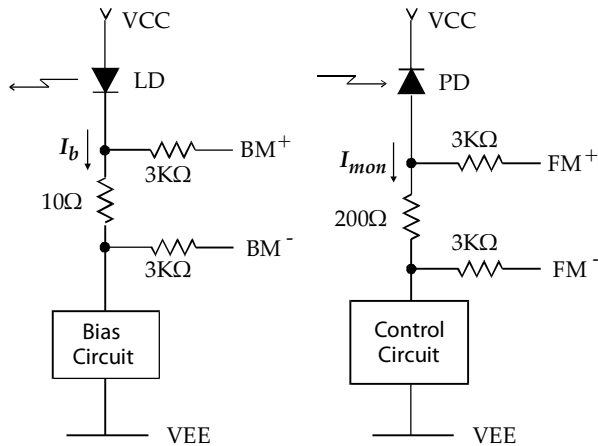 VCC
LD
I_b
BM⁺
3KΩ
10Ω
BM⁻
3KΩ
Bias
Circuit
VEE
VCC
PD
3KΩ
I_mon
FM⁺
200Ω
3KΩ
FM⁻
Control
Circuit
VEE